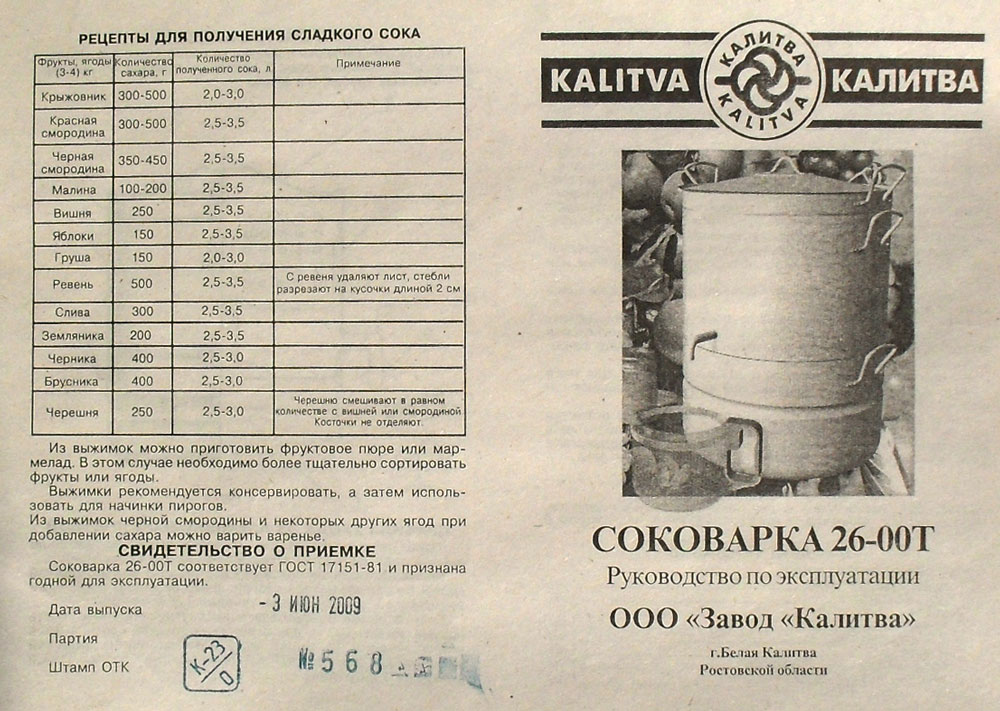 РЕЦЕПТЫ ДЛЯ ПОЛУЧЕНИЯ СЛАДКОГО СОКА
Фрукты, ягоды (3-4) кг | Количество сахара, г | Количество полученного сока, л | Примечание
Крыжовник 300-500 2,0-3,0
Красная смородина 300-500 2,5-3,5
Черная смородина 350-450 2,5-3,5
Малина 100-200 2,5-3,5
Вишня 250 2,5-3,5
Яблоки 150 2,5-3,5
Груша 150 2,0-3,0
Ревень 500 2,5-3,5 С ревеня удаляют лист, стебли разрезают на кусочки длиной 2 см
Слива 300 2,5-3,5
Земляника 200 2,5-3,5
Черника 400 2,5-3,0
Брусника 400 2,5-3,0
Черешня 250 2,5-3,0 Черешню смешивают в равном количестве с вишней или смородиной Косточки не отделяют.
Из выжимок можно приготовить фруктовое пюре или мар-
мелад. В этом случае необходимо более тщательно сортировать
фрукты или ягоды.
Выжимки рекомендуется консервировать, а затем исполь-
зовать для начинки пирогов.
Из выжимок черной смородины и некоторых других ягод при
добавлении сахара можно варить варенье.
СВИДЕТЕЛЬСТВО О ПРИЕМКЕ
Соковарка 26-00Т соответствует ГОСТ 17151-81 и признана
годной для эксплуатации.
Дата выпуска - 3 ИЮН 2009
Партия
Штамп ОТК К-23 О № 568
KALITVA КАЛИТВА KALITVA КАЛИТВА
СОКОВАРКА 26-00Т
Руководство по эксплуатации
ООО «Завод «Калитва»
г.Белая Калитва
Ростовской области